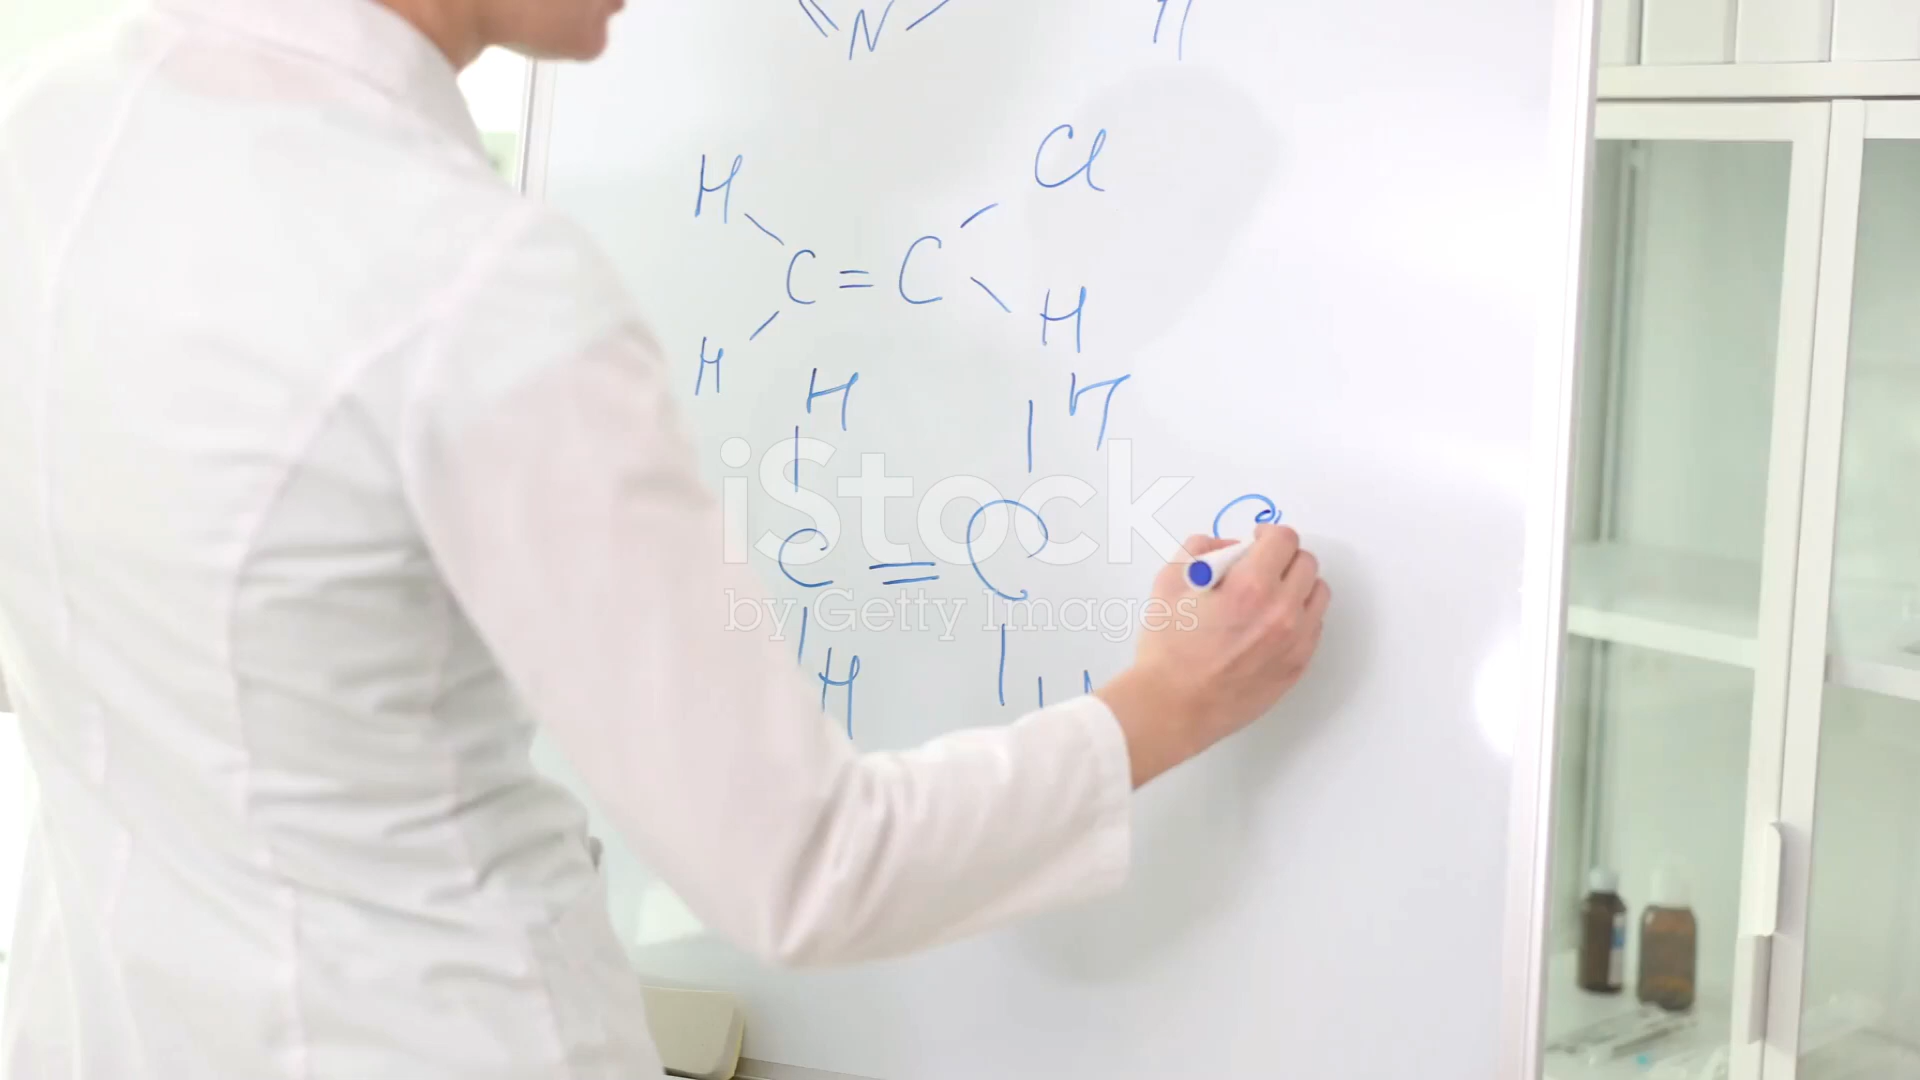 N
H Cl
C = C
H H
H H
C = C
H
iStock
by Getty Images